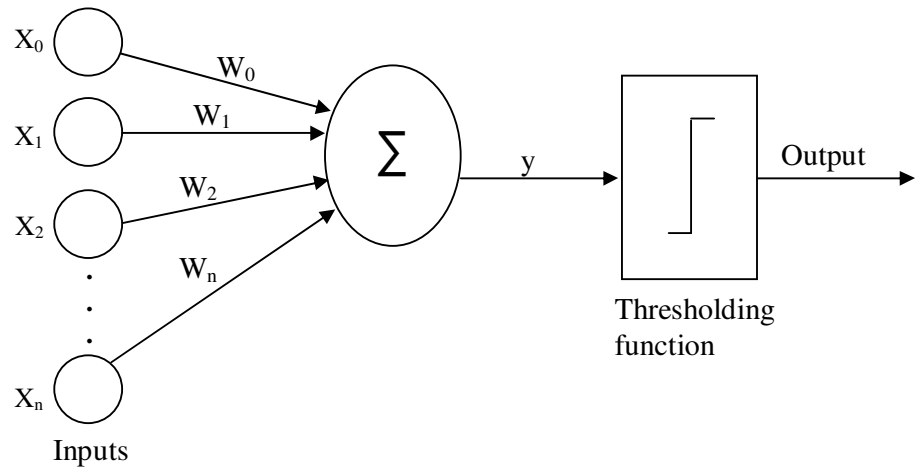 X₀
W₀
X₁
W₁
Σ
y
Output
X₂
W₂
Wₙ
.
.
.
Xₙ
Inputs
Thresholding
function